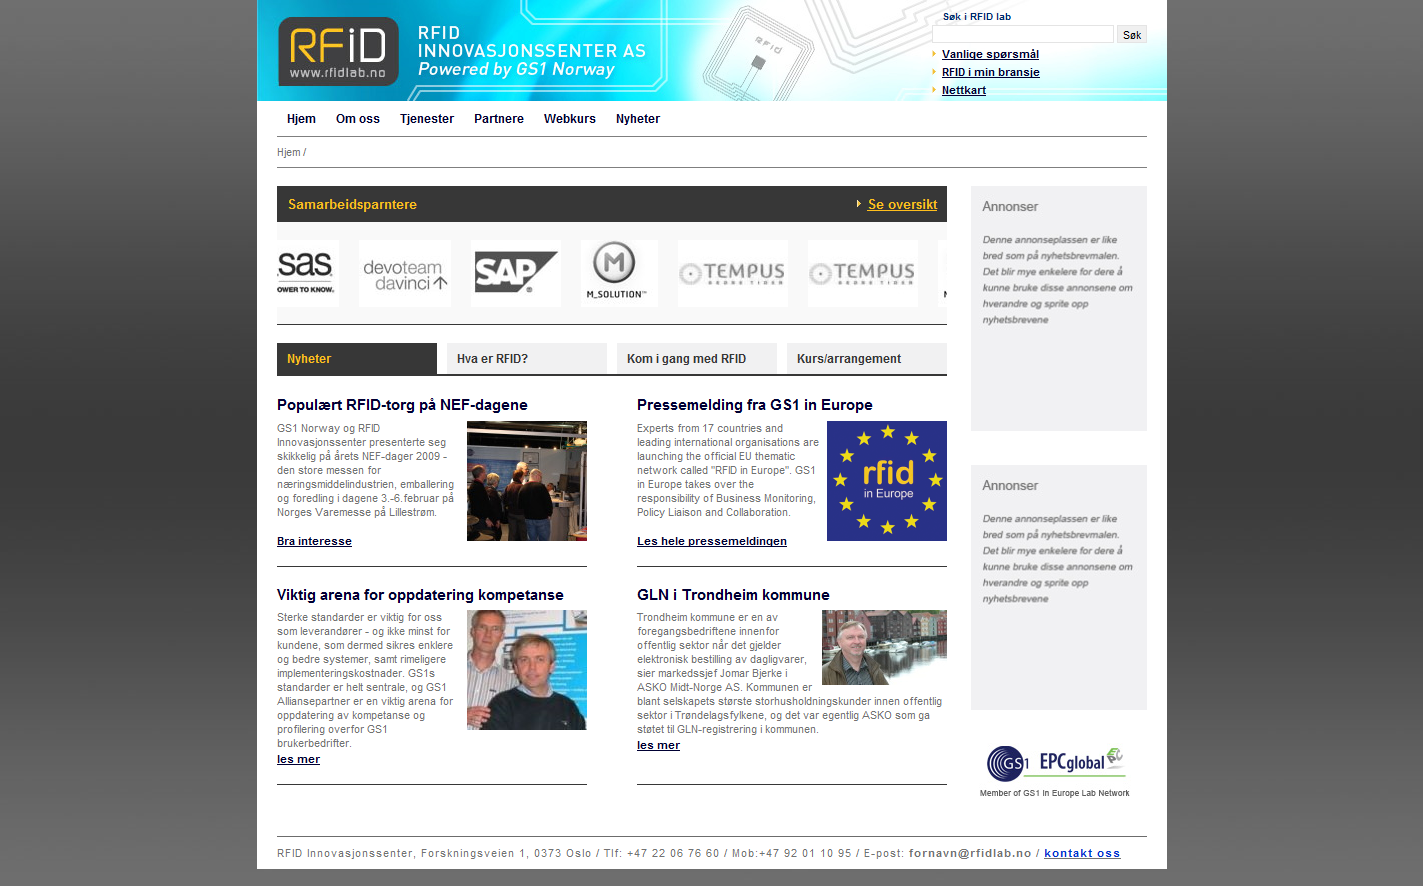 RFiD
www.rfidlab.no
RFID
INNOVASJONSSENTER AS
Powered by GS1 Norway
RFiD
Søk i RFID lab
Søk
Vanlige spørsmål
RFID i min bransje
Nettkart
Hjem Om oss Tjenester Partnere Webkurs Nyheter
Hjem /
Samarbeidsparntere Se oversikt
sas
OWER TO KNOW.
devoteam
davinci
SAP
M
M_SOLUTION™
TEMPUS
BEDRE TIDER
TEMPUS
BEDRE TIDER
Nyheter Hva er RFID? Kom i gang med RFID Kurs/arrangement
Populært RFID-torg på NEF-dagene
GS1 Norway og RFID
Innovasjonssenter presenterte seg
skikkelig på årets NEF-dager 2009 -
den store messen for
næringsmiddelindustrien, emballering
og foredling i dagene 3.-6.februar på
Norges Varemesse på Lillestrøm.
Bra interesse
Pressemelding fra GS1 in Europe
Experts from 17 countries and
leading international organisations are
launching the official EU thematic
network called "RFID in Europe". GS1
in Europe takes over the
responsibility of Business Monitoring,
Policy Liaison and Collaboration.
Les hele pressemeldingen
rfid
in Europe
Viktig arena for oppdatering kompetanse
Sterke standarder er viktig for oss
som leverandører - og ikke minst for
kundene, som dermed sikres enklere
og bedre systemer, samt rimeligere
implementeringskostnader. GS1s
standarder er helt sentrale, og GS1
Alliansepartner er en viktig arena for
oppdatering av kompetanse og
profilering overfor GS1
brukerbedrifter.
les mer
GLN i Trondheim kommune
Trondheim kommune er en av
foregangsbedriftene innenfor
offentlig sektor når det gjelder
elektronisk bestilling av dagligvarer,
sier markedssjef Jomar Bjerke i
ASKO Midt-Norge AS. Kommunen er
blant selskapets største storhusholdningskunder innen offentlig
sektor i Trøndelagsfylkene, og det var egentlig ASKO som ga
støtet til GLN-registrering i kommunen.
les mer
Annonser
Denne annonseplassen er like
bred som på nyhetsbrevmalen.
Det blir mye enkelere for dere å
kunne bruke disse annonsene om
hverandre og sprite opp
nyhetsbrevene
Annonser
Denne annonseplassen er like
bred som på nyhetsbrevmalen.
Det blir mye enkelere for dere å
kunne bruke disse annonsene om
hverandre og sprite opp
nyhetsbrevene
GS1 EPCglobal
Member of GS1 in Europe Lab Network
RFID Innovasjonssenter, Forskningsveien 1, 0373 Oslo / Tlf: +47 22 06 76 60 / Mob:+47 92 01 10 95 / E-post: fornavn@rfidlab.no / kontakt oss